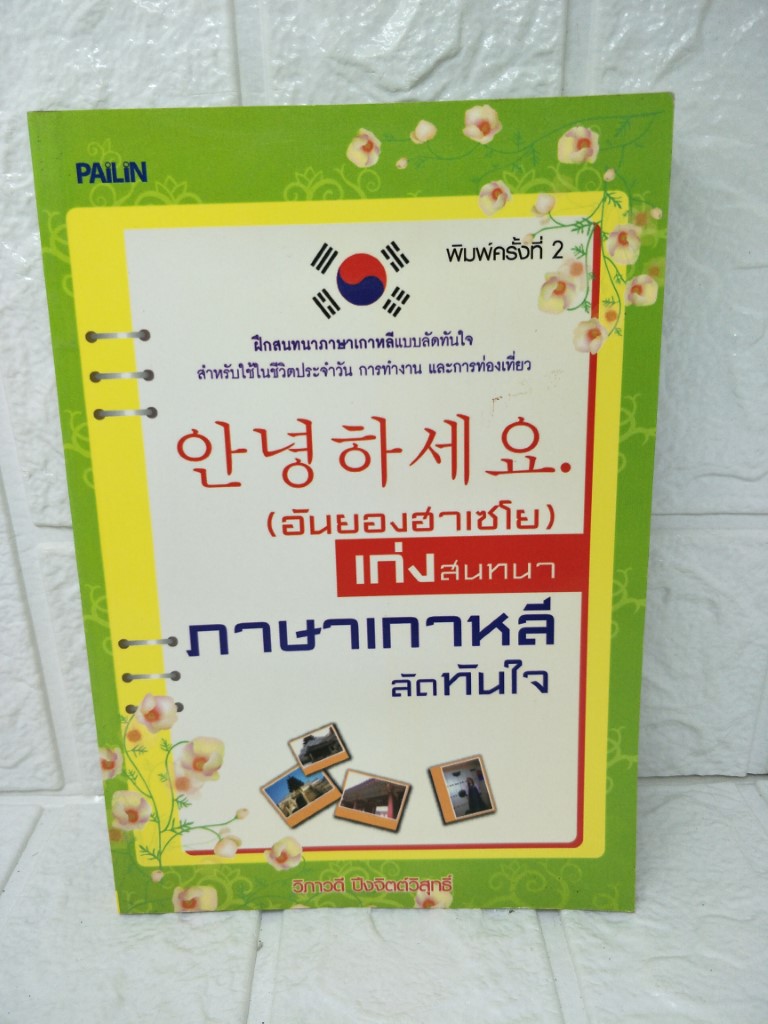 PAiLiN
พิมพ์ครั้งที่ 2
ฝึกสนทนาภาษาเกาหลีแบบลัดทันใจ
สำหรับใช้ในชีวิตประจำวัน การทำงาน และการท่องเที่ยว
안녕하세요.
(อันยองฮาเซโย)
เก่งสนทนา
ภาษาเกาหลี
ลัดทันใจ
วิภาวดี ปึงจิตต์วิสุทธิ์